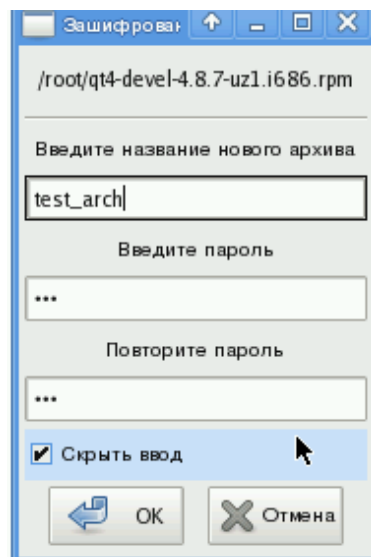 Зашифрован
/root/qt4-devel-4.8.7-uz1.i686.rpm
Введите название нового архива
test_arch
Введите пароль
•••
Повторите пароль
•••
Скрыть ввод
OK Отмена